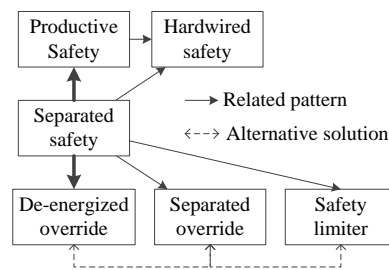 Productive
Safety
Hardwired
safety
Related pattern
Separated
safety
Alternative solution
De-energized
override
Separated
override
Safety
limiter